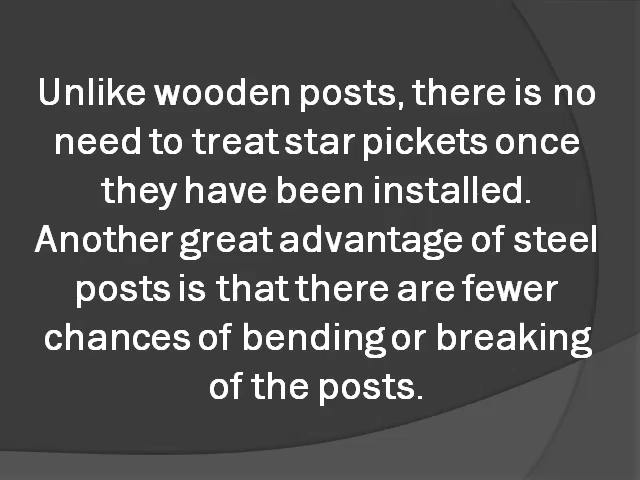 Unlike wooden posts, there is no
need to treat star pickets once
they have been installed.
Another great advantage of steel
posts is that there are fewer
chances of bending or breaking
of the posts.